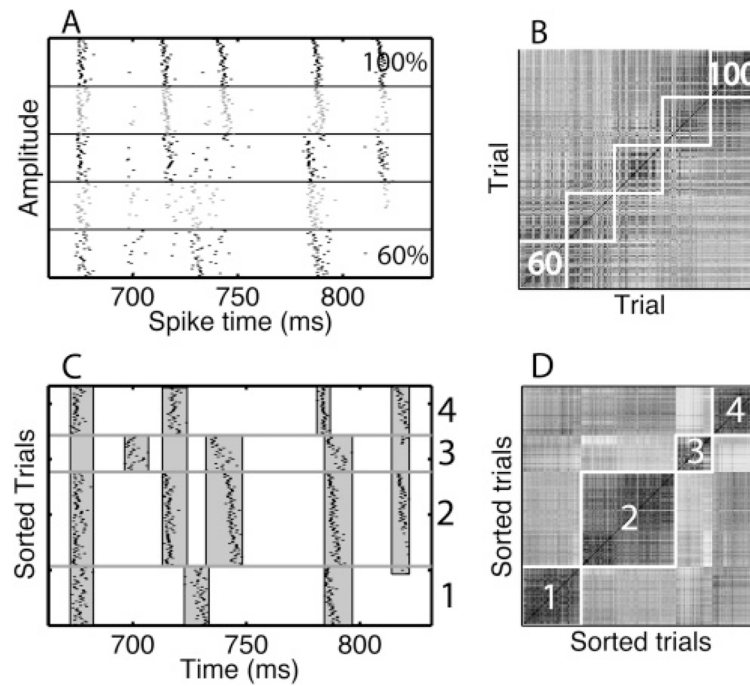 A
100%
Amplitude
60%
700 750 800
Spike time (ms)
B
100
Trial
60
Trial
C
4
3
Sorted Trials
2
1
700 750 800
Time (ms)
D
4
3
Sorted trials
2
1
Sorted trials